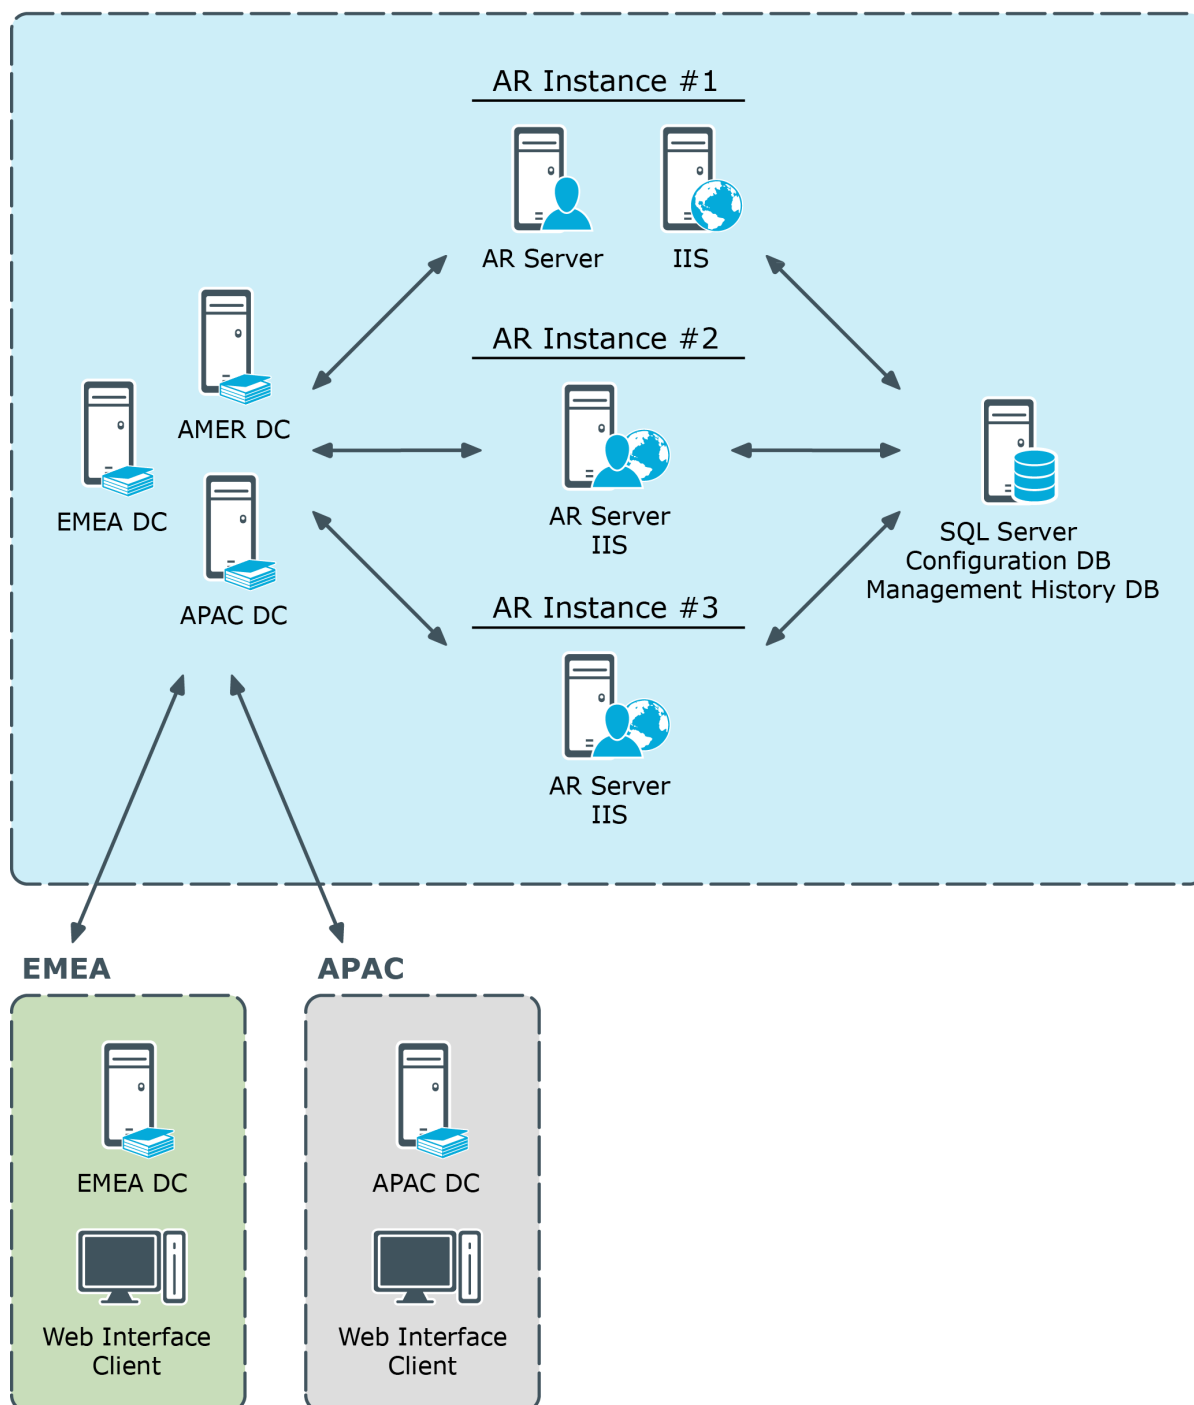 AR Instance #1
AR Server
IIS
AR Instance #2
AMER DC
EMEA DC
APAC DC
AR Server
IIS
SQL Server
Configuration DB
Management History DB
AR Instance #3
AR Server
IIS
EMEA
APAC
EMEA DC
APAC DC
Web Interface
Client
Web Interface
Client